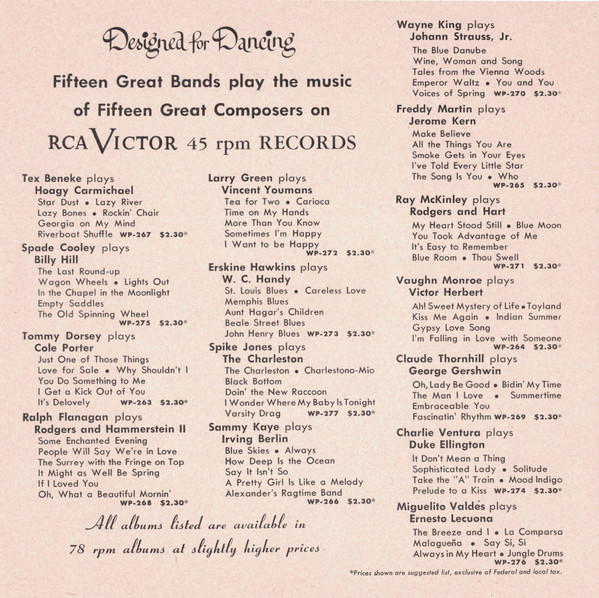 Designed for Dancing
Fifteen Great Bands play the music
of Fifteen Great Composers on
RCA VICTOR 45 rpm RECORDS
Tex Beneke plays
Hoagy Carmichael
Star Dust • Lazy River
Lazy Bones • Rockin' Chair
Georgia on My Mind
Riverboat Shuffle WP-267 $2.30*
Spade Cooley plays
Billy Hill
The Last Round-up
Wagon Wheels • Lights Out
In the Chapel in the Moonlight
Empty Saddles
The Old Spinning Wheel
WP-275 $2.30*
Tommy Dorsey plays
Cole Porter
Just One of Those Things
Love for Sale • Why Shouldn't I
You Do Something to Me
I Get a Kick Out of You
It's Delovely WP-263 $2.30*
Ralph Flanagan plays
Rodgers and Hammerstein II
Some Enchanted Evening
People Will Say We're in Love
The Surrey with the Fringe on Top
It Might as Well Be Spring
If I Loved You
Oh, What a Beautiful Mornin'
WP-268 $2.30*
Larry Green plays
Vincent Youmans
Tea for Two • Carioca
Time on My Hands
More Than You Know
Sometimes I'm Happy
I Want to be Happy
WP-272 $2.30*
Erskine Hawkins plays
W. C. Handy
St. Louis Blues • Careless Love
Memphis Blues
Aunt Hagar's Children
Beale Street Blues
John Henry Blues WP-273 $2.30*
Spike Jones plays
The Charleston
The Charleston • Charlestono-Mio
Black Bottom
Doin' the New Raccoon
I Wonder Where My Baby Is Tonight
Varsity Drag WP-277 $2.30*
Sammy Kaye plays
Irving Berlin
Blue Skies • Always
How Deep Is the Ocean
Say It Isn't So
A Pretty Girl Is Like a Melody
Alexander's Ragtime Band
WP-266 $2.30*
Wayne King plays
Johann Strauss, Jr.
The Blue Danube
Wine, Woman and Song
Tales from the Vienna Woods
Emperor Waltz • You and You
Voices of Spring WP-270 $2.30*
Freddy Martin plays
Jerome Kern
Make Believe
All the Things You Are
Smoke Gets in Your Eyes
I've Told Every Little Star
The Song Is You • Who
WP-265 $2.30*
Ray McKinley plays
Rodgers and Hart
My Heart Stood Still • Blue Moon
You Took Advantage of Me
It's Easy to Remember
Blue Room • Thou Swell
WP-271 $2.30*
Vaughn Monroe plays
Victor Herbert
Ah! Sweet Mystery of Life • Toyland
Kiss Me Again • Indian Summer
Gypsy Love Song
I'm Falling in Love with Someone
WP-264 $2.30*
Claude Thornhill plays
George Gershwin
Oh, Lady Be Good • Bidin' My Time
The Man I Love • Summertime
Embraceable You
Fascinatin' Rhythm WP-269 $2.30*
Charlie Ventura plays
Duke Ellington
It Don't Mean a Thing
Sophisticated Lady • Solitude
Take the "A" Train • Mood Indigo
Prelude to a Kiss WP-274 $2.30*
Miguelito Valdés plays
Ernesto Lecuona
The Breeze and I • La Comparsa
Malagueña • Say Si, Si
Always in My Heart • Jungle Drums
WP-276 $2.30*
All albums listed are available in
78 rpm albums at slightly higher prices
*Prices shown are suggested list, exclusive of Federal and local tax.